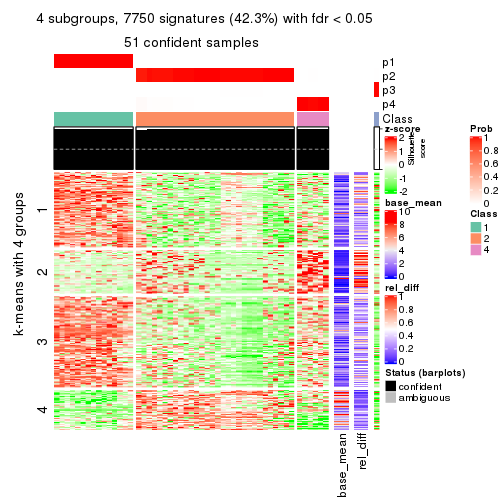 4 subgroups, 7750 signatures (42.3%) with fdr < 0.05
51 confident samples
p1
p2
p3
p4
Class
Silhouette
score
k-means with 4 groups
1
2
3
4
base_mean
rel_diff
z-score
2
1
0
-1
-2
base_mean
10
8
6
4
2
0
rel_diff
1
0.8
0.6
0.4
0.2
0
Status (barplots)
confident
ambiguous
Prob
1
0.8
0.6
0.4
0.2
0
Class
1
2
4